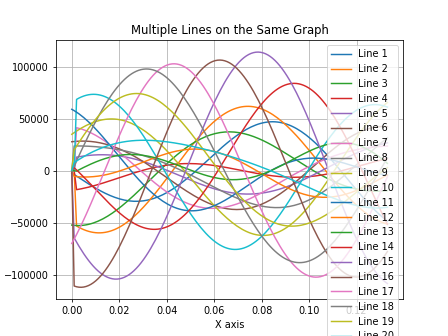 Multiple Lines on the Same Graph
100000
50000
0
−50000
−100000
0.00 0.02 0.04 0.06 0.08 0.10
X axis
Line 1
Line 2
Line 3
Line 4
Line 5
Line 6
Line 7
Line 8
Line 9
Line 10
Line 11
Line 12
Line 13
Line 14
Line 15
Line 16
Line 17
Line 18
Line 19
Line 20